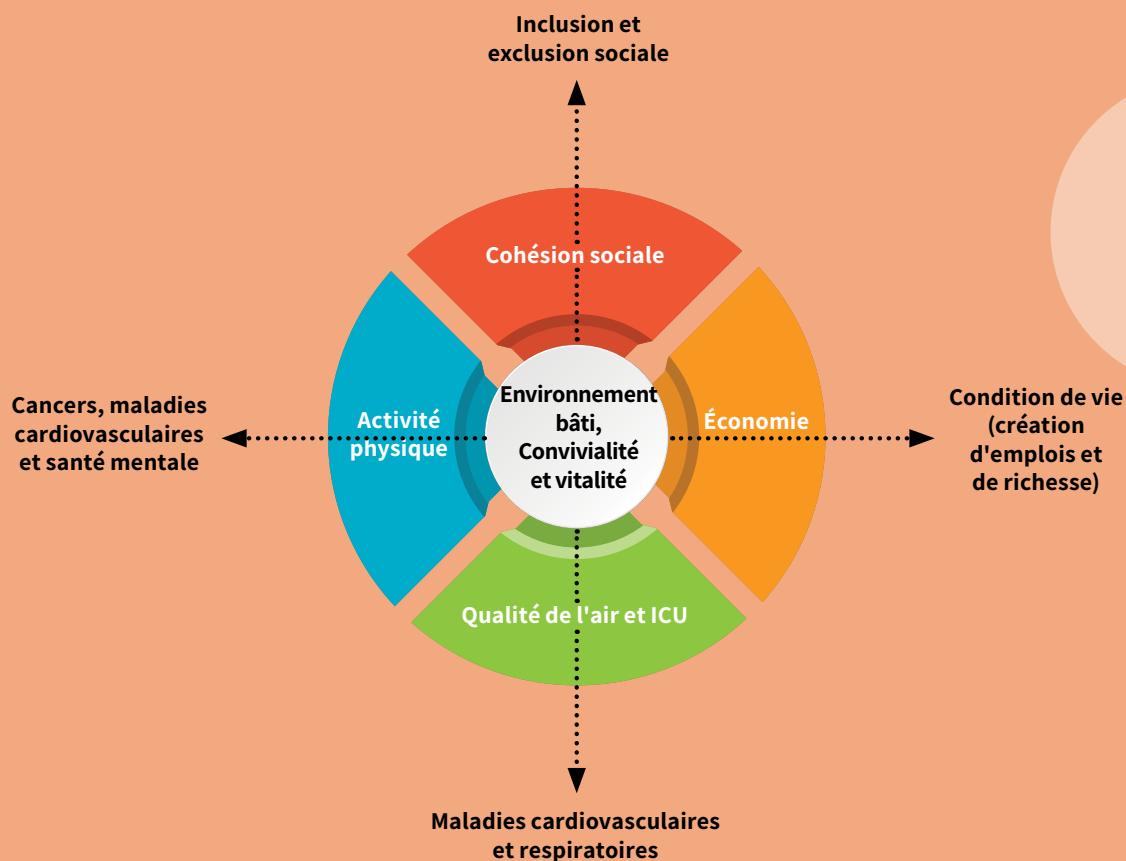 Inclusion et
exclusion sociale
Cohésion sociale
Cancers, maladies
cardiovasculaires
et santé mentale
Activité
physique
Environnement
bâti,
Convivialité
et vitalité
Économie
Condition de vie
(création
d'emplois et
de richesse)
Qualité de l'air et ICU
Maladies cardiovasculaires
et respiratoires